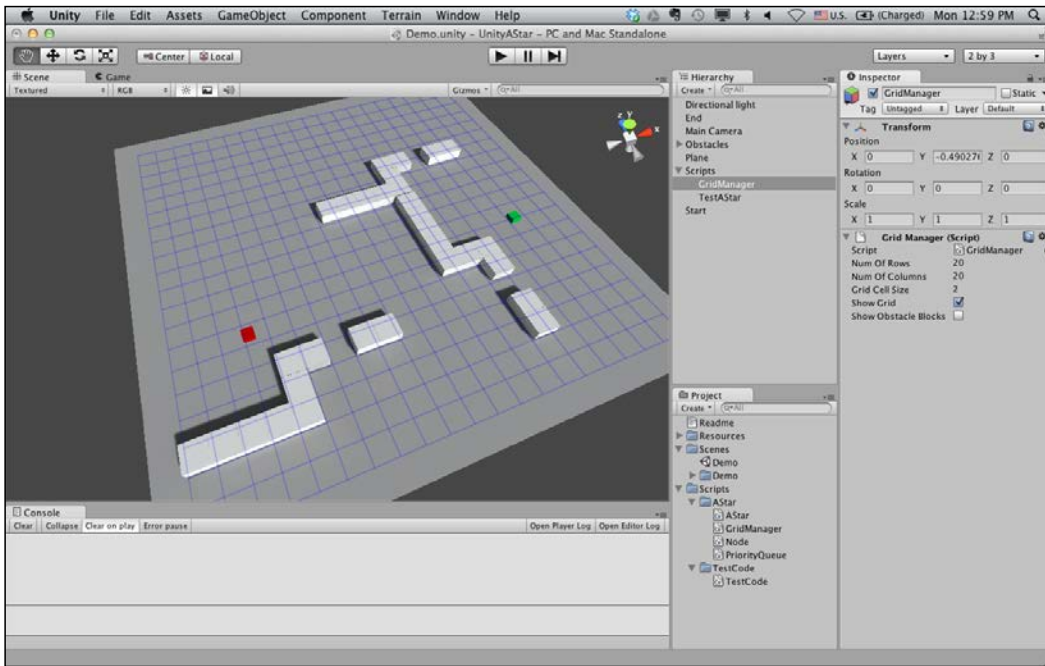 Unity File Edit Assets GameObject Component Terrain Window Help U.S. (Charged) Mon 12:59 PM
Demo.unity - UnityAStar - PC and Mac Standalone
Center Local Layers 2 by 3
Scene Game
Textured RGB Gizmos All
z y x
Hierarchy
Create All
Directional light
End
Main Camera
Obstacles
Plane
Scripts
GridManager
TestAStar
Start
Project
Create All
Readme
Resources
Scenes
Demo
Demo
Scripts
AStar
AStar
GridManager
Node
PriorityQueue
TestCode
TestCode
Inspector
GridManager Static
Tag Untagged Layer Default
Transform
Position
X 0 Y -0.49027 Z 0
Rotation
X 0 Y 0 Z 0
Scale
X 1 Y 1 Z 1
Grid Manager (Script)
Script GridManager
Num Of Rows 20
Num Of Columns 20
Grid Cell Size 2
Show Grid
Show Obstacle Blocks
Console
Clear Collapse Clear on play Error pause Open Player Log Open Editor Log